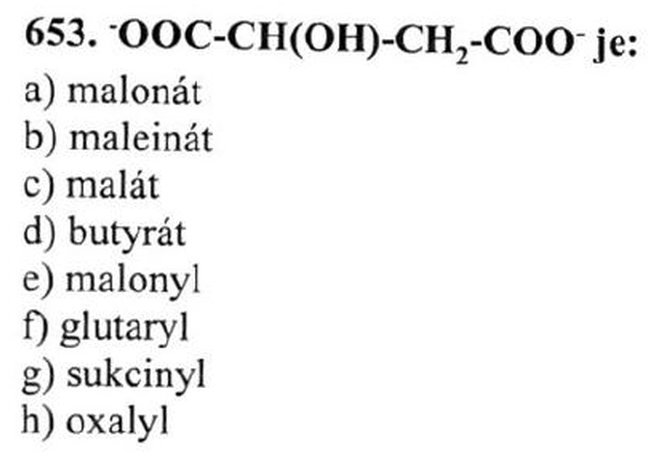 653. ⁻OOC-CH(OH)-CH₂-COO⁻ je:
a) malonát
b) maleinát
c) malát
d) butyrát
e) malonyl
f) glutaryl
g) sukcinyl
h) oxalyl